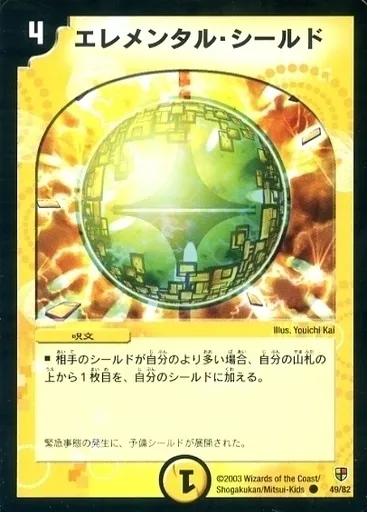 4
エレメンタル・シールド
Illus. Youichi Kai
呪文
■ 相手のシールドが自分のより多い場合、自分の山札の
上から1枚目を、自分のシールドに加える。
緊急事態の発生に、予備シールドが展開された。
1
©2003 Wizards of the Coast/
Shogakukan/Mitsui-Kids
49/82